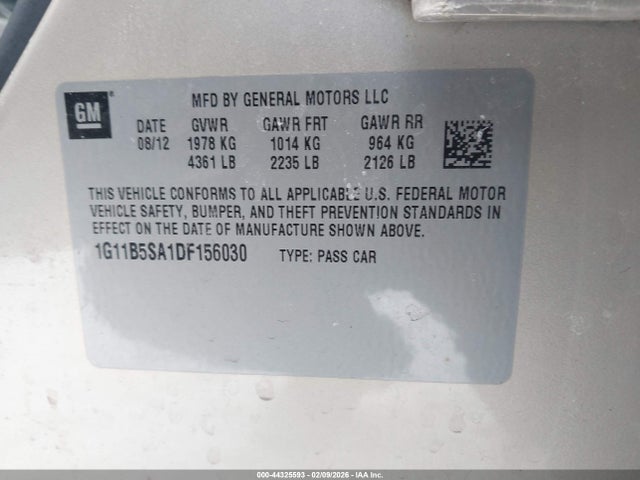 GM ® MFD BY GENERAL MOTORS LLC
DATE GVWR GAWR FRT GAWR RR
08/12 1978 KG 1014 KG 964 KG
4361 LB 2235 LB 2126 LB
THIS VEHICLE CONFORMS TO ALL APPLICABLE U.S. FEDERAL MOTOR
VEHICLE SAFETY, BUMPER, AND THEFT PREVENTION STANDARDS IN
EFFECT ON THE DATE OF MANUFACTURE SHOWN ABOVE.
1G11B5SA1DF156030 TYPE: PASS CAR
000-44325593 - 02/09/2026 - IAA Inc.